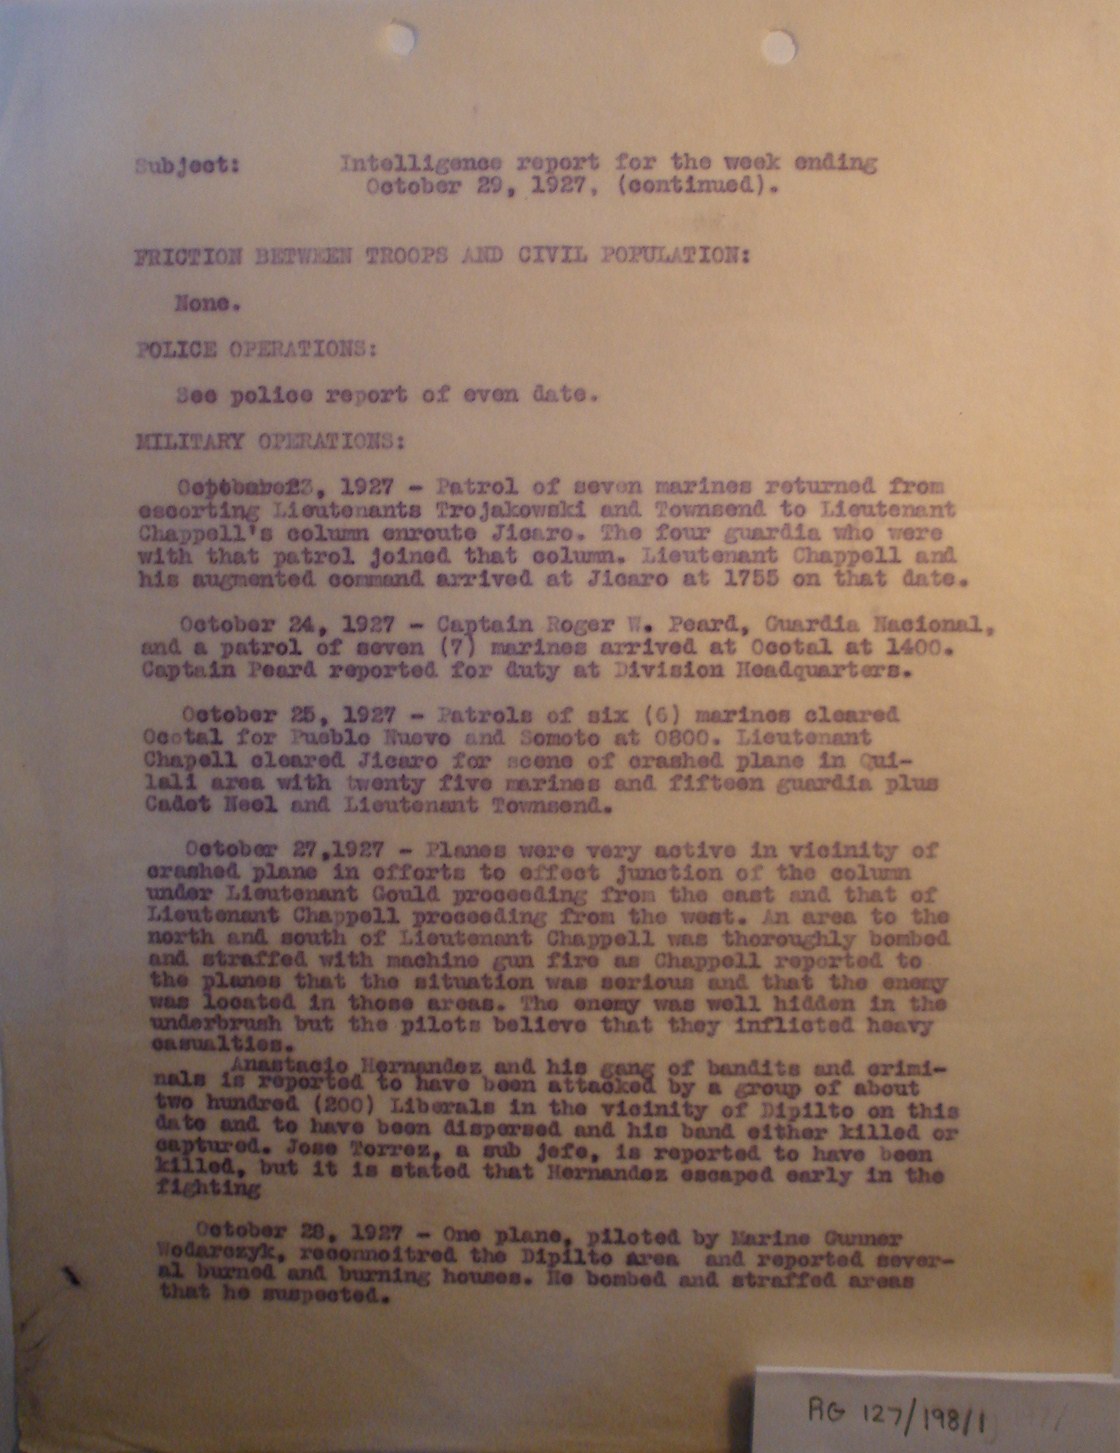 Subject: Intelligence report for the week ending
October 29, 1927, (continued).
FRICTION BETWEEN TROOPS AND CIVIL POPULATION:
None.
POLICE OPERATIONS:
See police report of even date.
MILITARY OPERATIONS:
23, 1927 - Patrol of seven marines returned from
escorting Lieutenants Trojakowski and Townsend to Lieutenant
Chappell's column enroute Jicaro. The four guardia who were
with that patrol joined that column. Lieutenant Chappell and
his augmented command arrived at Jicaro at 1755 on that date.
October 24, 1927 - Captain Roger W. Peard, Guardia Nacional,
and a patrol of seven (7) marines arrived at Ocotal at 1400.
Captain Peard reported for duty at Division Headquarters.
October 25, 1927 - Patrols of six (6) marines cleared
Ocotal for Pueblo Nuevo and Somoto at 0800. Lieutenant
Chapell cleared Jicaro for scene of crashed plane in Qui-
lali area with twenty five marines and fifteen guardia plus
Cadet Neel and Lieutenant Townsend.
October 27,1927 - Planes were very active in vicinity of
crashed plane in efforts to effect junction of the column
under Lieutenant Gould proceeding from the east and that of
Lieutenant Chappell proceeding from the west. An area to the
north and south of Lieutenant Chappell was thoroughly bombed
and straffed with machine gun fire as Chappell reported to
the planes that the situation was serious and that the enemy
was located in those areas. The enemy was well hidden in the
underbrush but the pilots believe that they inflicted heavy
casualties.
Anastacio Hernandez and his gang of bandits and crimi-
nals is reported to have been attacked by a group of about
two hundred (200) Liberals in the vicinity of Dipilto on this
date and to have been dispersed and his band either killed or
captured. Jose Torrez, a sub jefe, is reported to have been
killed, but it is stated that Hernandez escaped early in the
fighting
October 28, 1927 - One plane, piloted by Marine Gunner
Wodarczyk, reconnoitred the Dipilto area and reported sever-
al burned and burning houses. He bombed and straffed areas
that he suspected.
RG 127/198/1